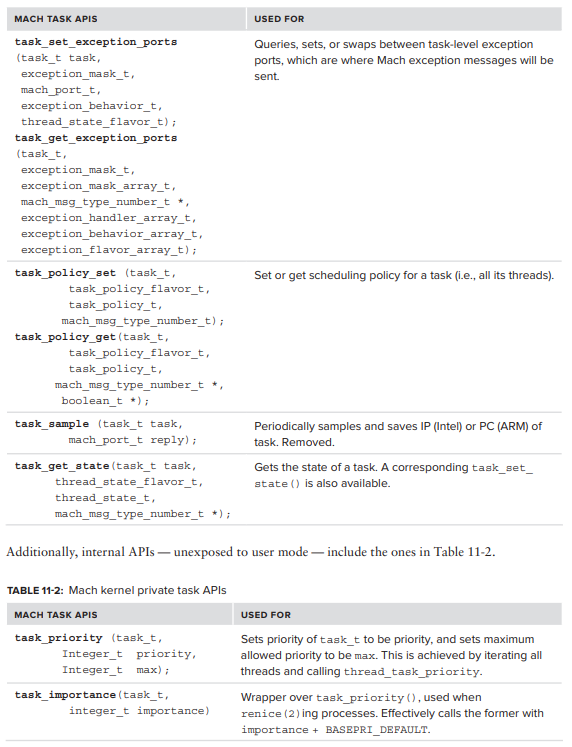 MACH TASK APIS USED FOR
task_set_exception_ports
(task_t task,
exception_mask_t,
mach_port_t,
exception_behavior_t,
thread_state_flavor_t);
task_get_exception_ports
(task_t,
exception_mask_t,
exception_mask_array_t,
mach_msg_type_number_t *,
exception_handler_array_t,
exception_behavior_array_t,
exception_flavor_array_t);
Queries, sets, or swaps between task-level exception
ports, which are where Mach exception messages will be
sent.
task_policy_set (task_t,
task_policy_flavor_t,
task_policy_t,
mach_msg_type_number_t);
task_policy_get(task_t,
task_policy_flavor_t,
task_policy_t,
mach_msg_type_number_t *,
boolean_t *);
Set or get scheduling policy for a task (i.e., all its threads).
task_sample (task_t task,
mach_port_t reply);
Periodically samples and saves IP (Intel) or PC (ARM) of
task. Removed.
task_get_state(task_t task,
thread_state_flavor_t,
thread_state_t,
mach_msg_type_number_t *);
Gets the state of a task. A corresponding task_set_
state() is also available.
Additionally, internal APIs — unexposed to user mode — include the ones in Table 11-2.
TABLE 11-2: Mach kernel private task APIs
MACH TASK APIS USED FOR
task_priority (task_t,
Integer_t priority,
Integer_t max);
Sets priority of task_t to be priority, and sets maximum
allowed priority to be max. This is achieved by iterating all
threads and calling thread_task_priority.
task_importance(task_t,
integer_t importance)
Wrapper over task_priority(), used when
renice(2)ing processes. Effectively calls the former with
importance + BASEPRI_DEFAULT.